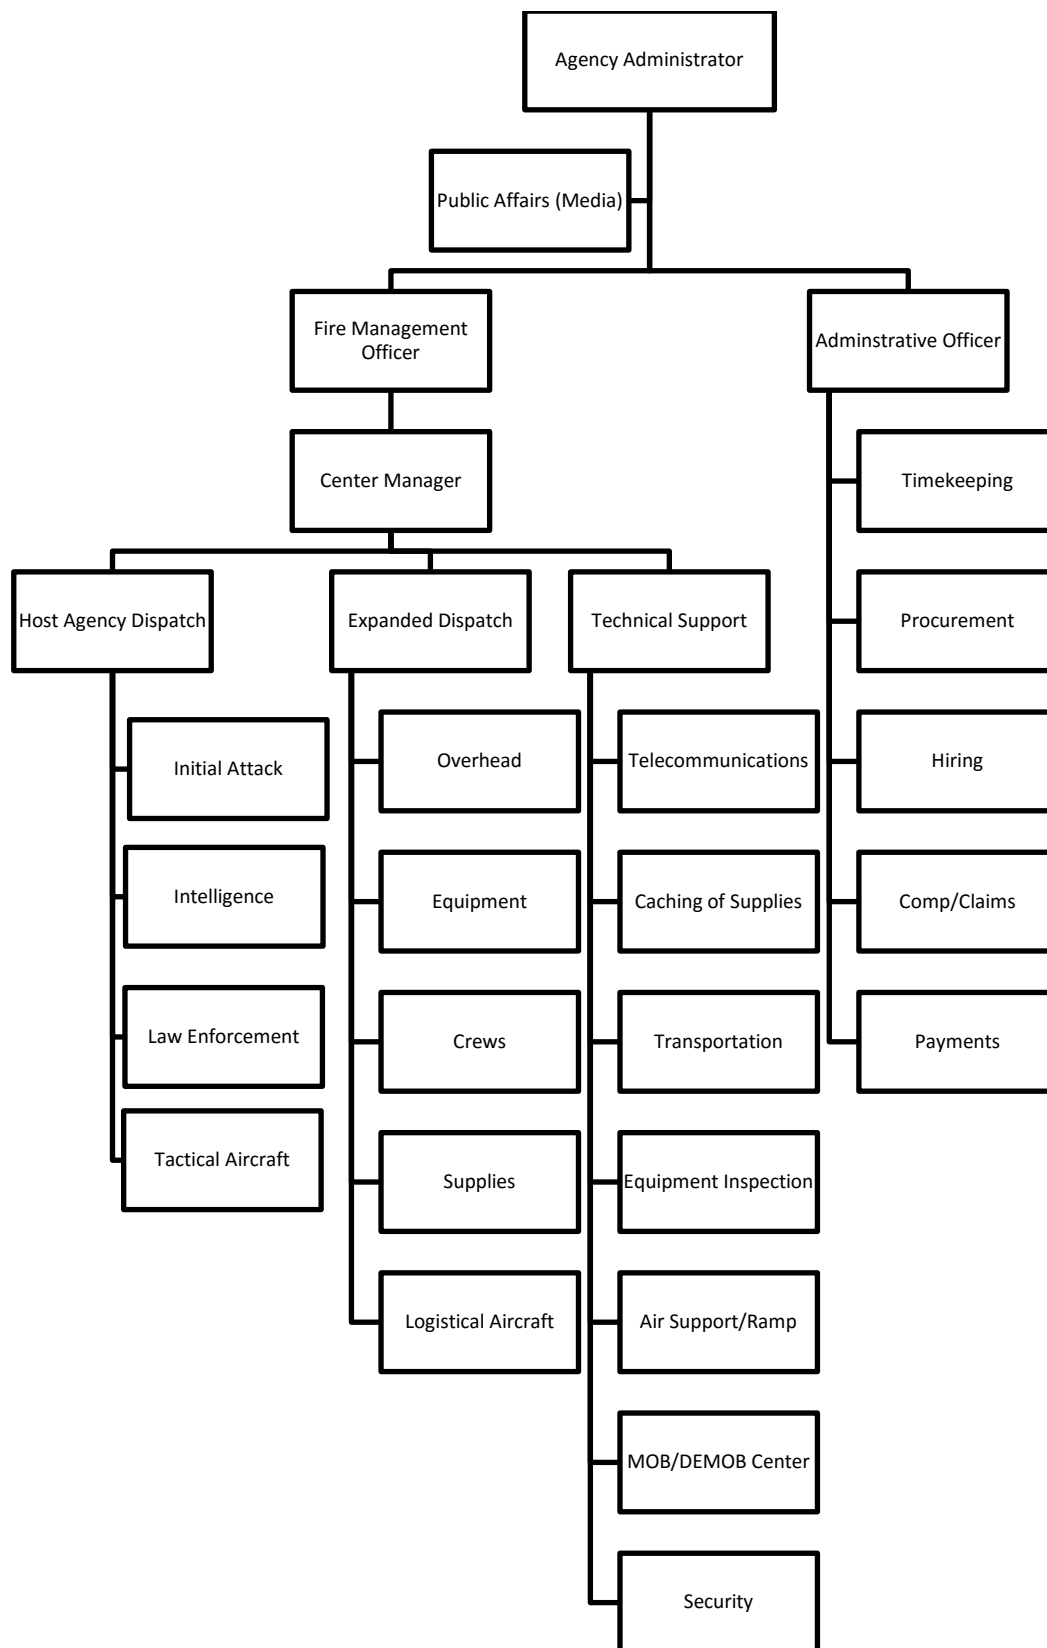 Agency Administrator
Public Affairs (Media)
Fire Management
Officer
Adminstrative Officer
Center Manager
Timekeeping
Host Agency Dispatch
Expanded Dispatch
Technical Support
Procurement
Initial Attack
Overhead
Telecommunications
Hiring
Intelligence
Equipment
Caching of Supplies
Comp/Claims
Law Enforcement
Crews
Transportation
Payments
Tactical Aircraft
Supplies
Equipment Inspection
Logistical Aircraft
Air Support/Ramp
MOB/DEMOB Center
Security